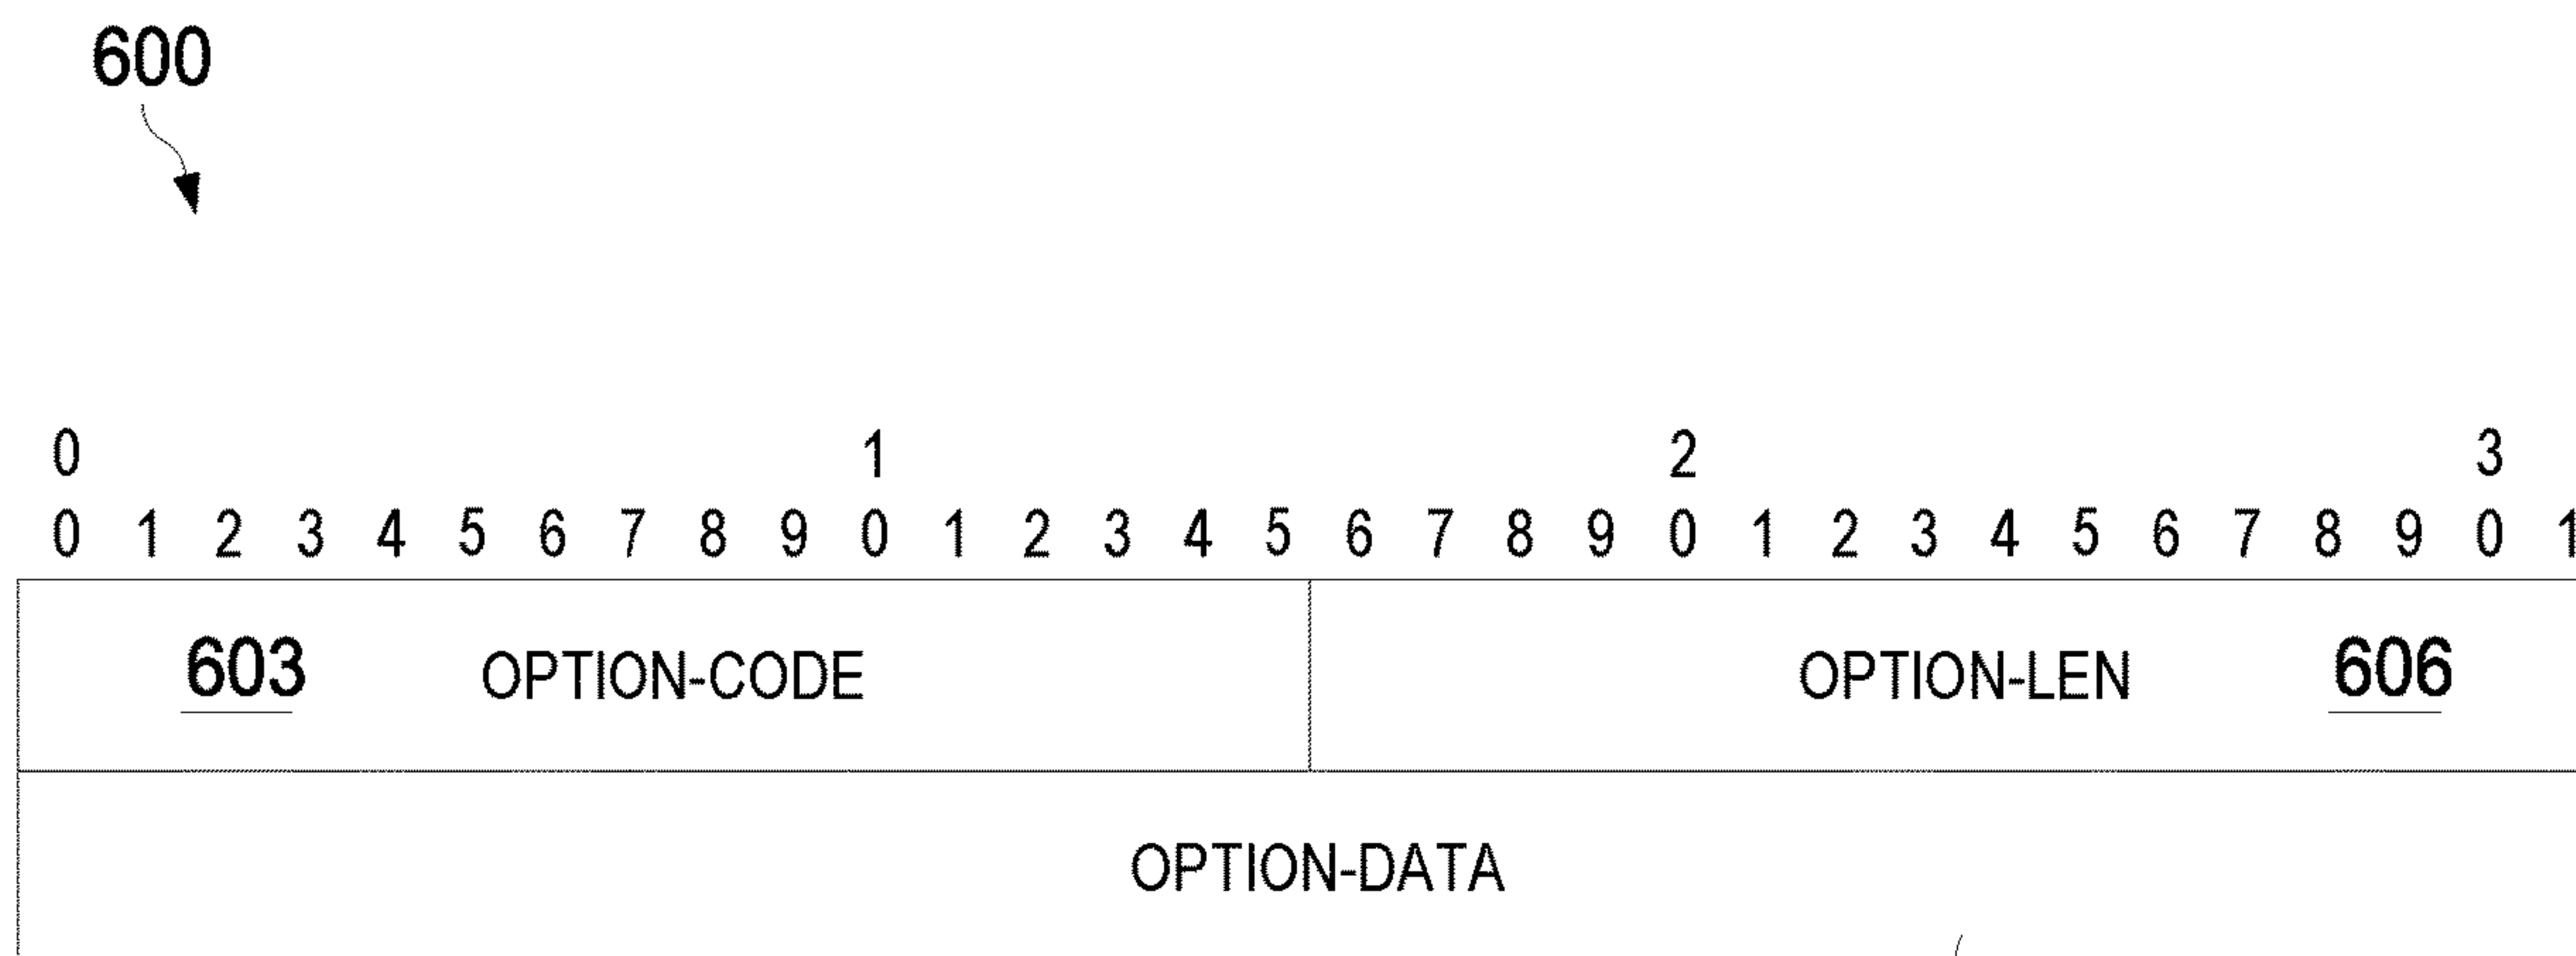 600
0 1 2 3
0 1 2 3 4 5 6 7 8 9 0 1 2 3 4 5 6 7 8 9 0 1 2 3 4 5 6 7 8 9 0 1
603 OPTION-CODE OPTION-LEN 606
OPTION-DATA